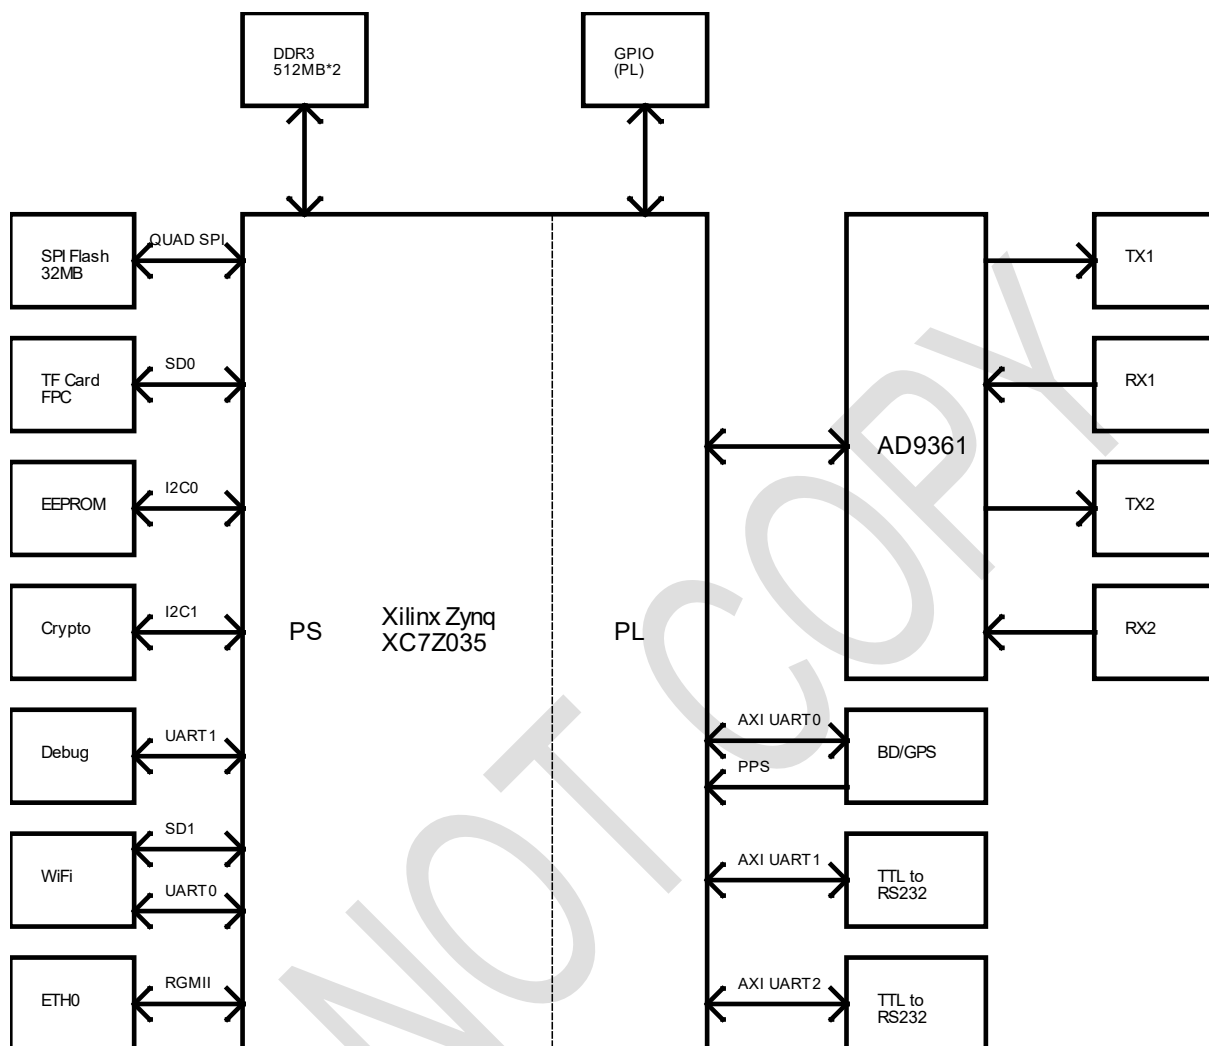 DDR3
512MB*2
GPIO
(PL)
SPI Flash
32MB
QUAD SPI
TF Card
FPC
SD0
EEPROM
I2C0
Crypto
I2C1
Debug
UART1
WiFi
SD1
UART0
ETH0
RGMII
PS
Xilinx Zynq
XC7Z035
PL
AD9361
TX1
RX1
TX2
RX2
AXI UART0
PPS
BD/GPS
AXI UART1
TTL to
RS232
AXI UART2
TTL to
RS232
NOT COPY